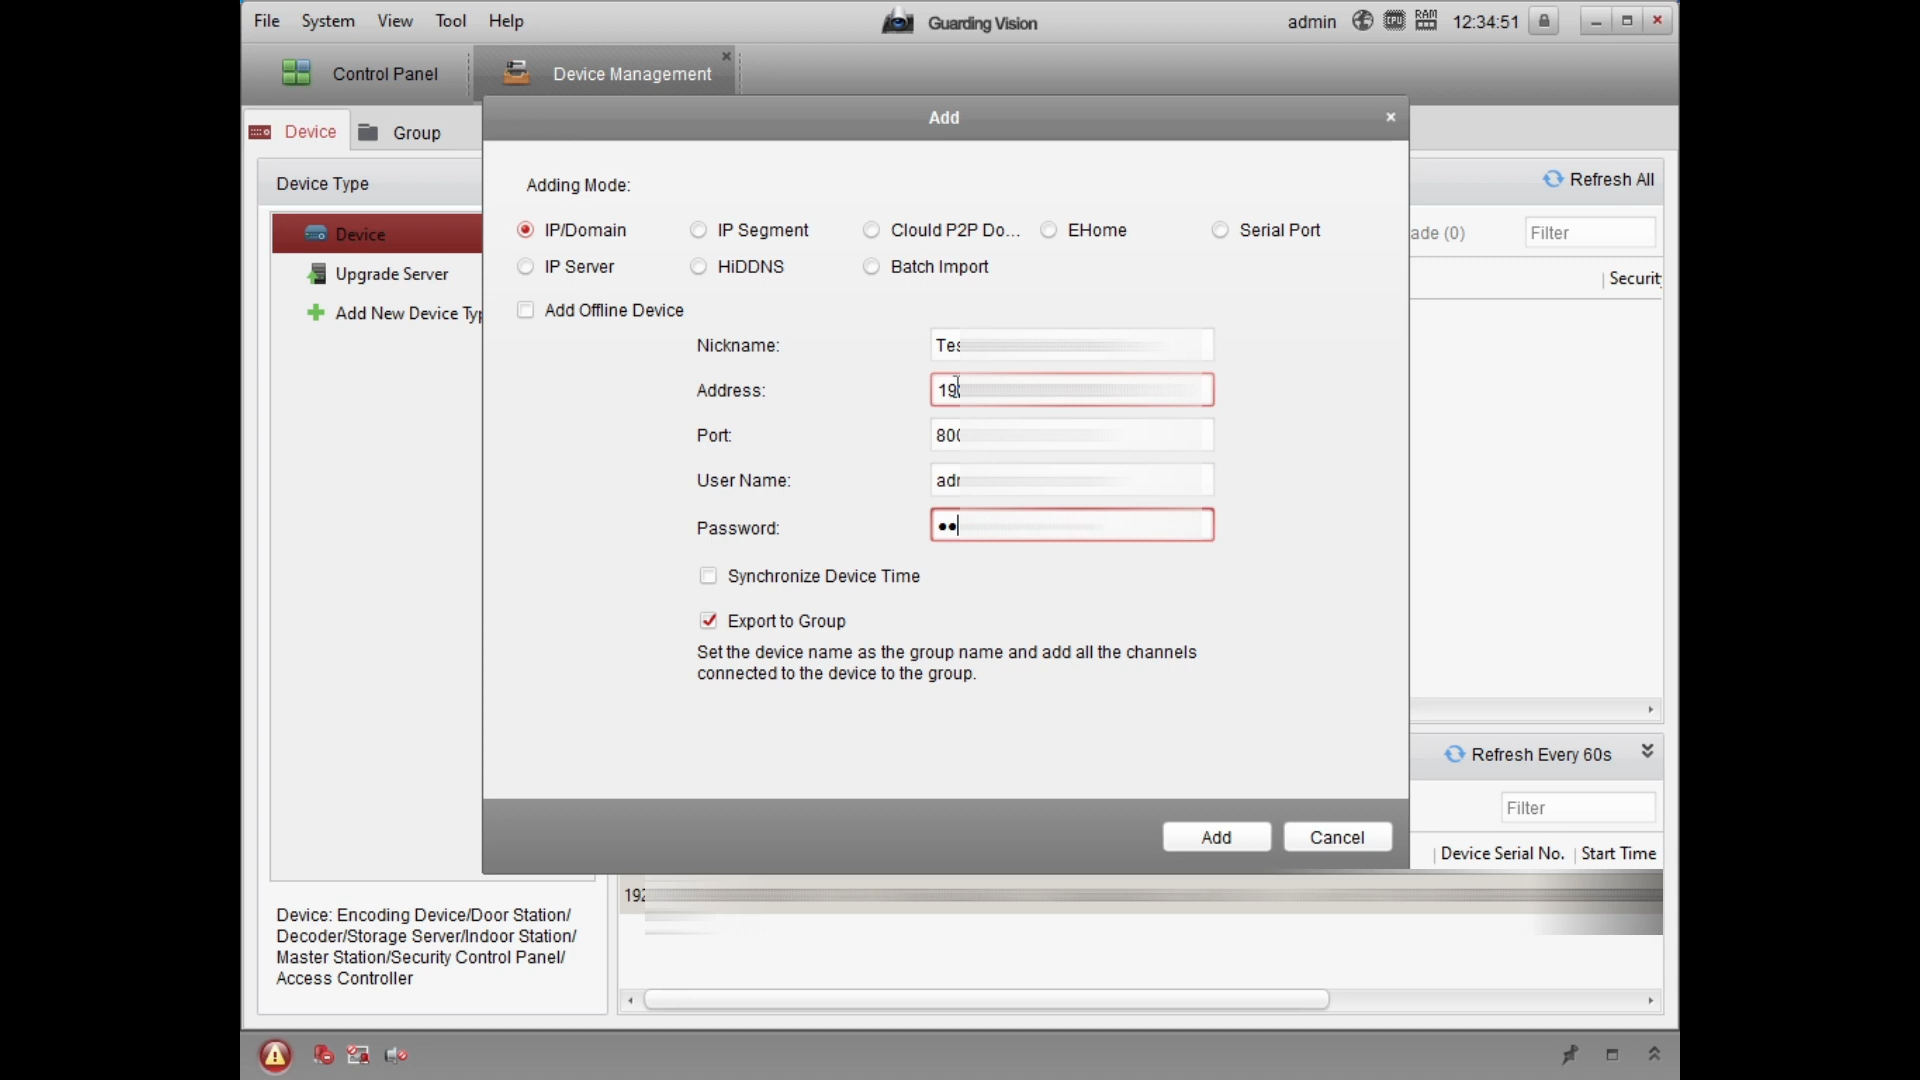 File System View Tool Help Guarding Vision admin CPU RAM 12:34:51
Control Panel Device Management
Add
Device Group
Device Type
Refresh All
Device
Upgrade Server
Add New Device Typ
Adding Mode:
IP/Domain IP Segment Clould P2P Do... EHome Serial Port
IP Server HiDDNS Batch Import
ade (0) Filter
Securit
Add Offline Device
Nickname: Tes
Address: 19
Port: 800
User Name: adr
Password: ●●
Synchronize Device Time
Export to Group
Set the device name as the group name and add all the channels
connected to the device to the group.
Refresh Every 60s
Filter
Add Cancel
Device Serial No. Start Time
192
Device: Encoding Device/Door Station/
Decoder/Storage Server/Indoor Station/
Master Station/Security Control Panel/
Access Controller